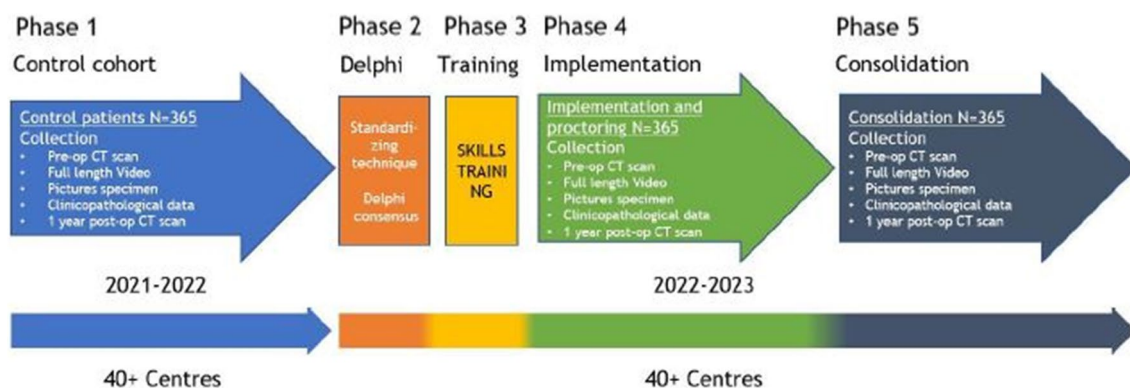 Phase 1
Control cohort
Control patients N=365
Collection
• Pre-op CT scan
• Full length Video
• Pictures specimen
• Clinicopathological data
• 1 year post-op CT scan
Phase 2
Delphi
Standardi-
zing
technique
Delphi
consensus
Phase 3
Training
SKILLS
TRAINI
NG
Phase 4
Implementation
Implementation and
proctoring N=365
Collection
• Pre-op CT scan
• Full length Video
• Pictures specimen
• Clinicopathological data
• 1 year post-op CT scan
Phase 5
Consolidation
Consolidation N=365
Collection
• Pre-op CT scan
• Full length Video
• Pictures specimen
• Clinicopathological data
• 1 year post-op CT scan
2021-2022
2022-2023
40+ Centres
40+ Centres